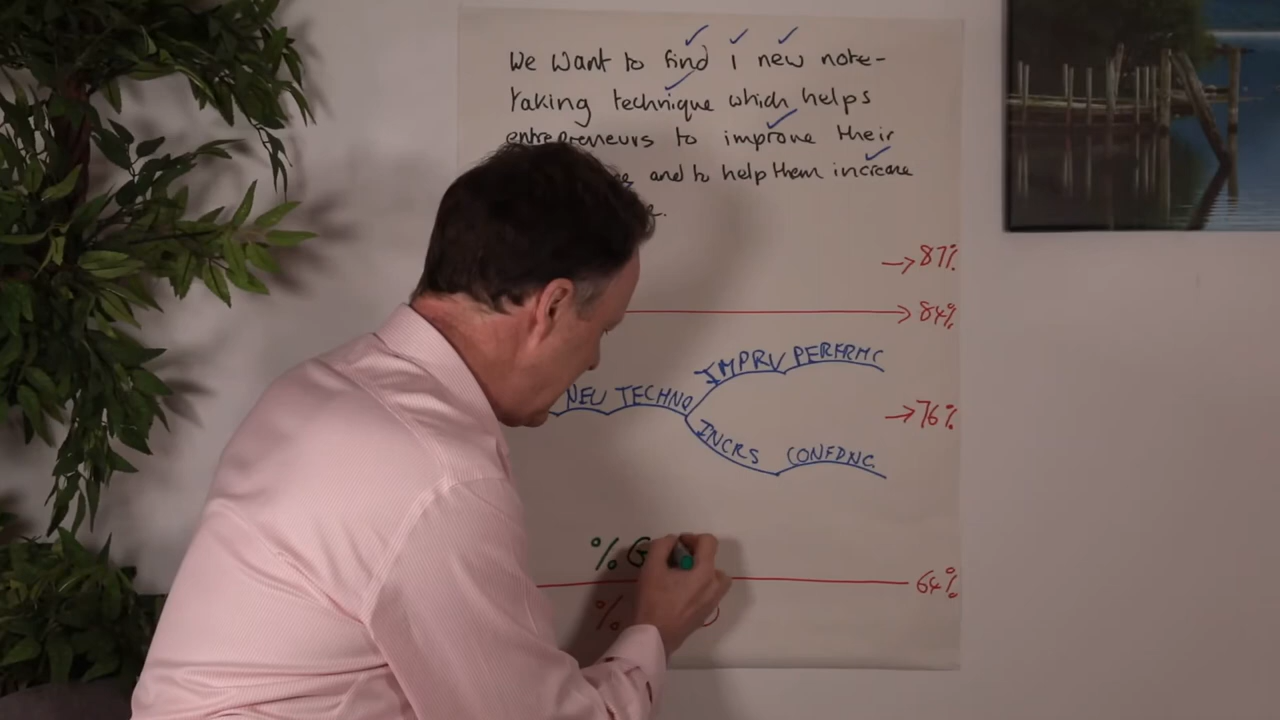 We want to find 1 new note-
taking technique which helps
entrepreneurs to improve their
and to help them increase
→87%
→84%
IMPRV PERFRMC
NEU TECHNQ
→76%
INCRS CONFDNC
% G
64%
%